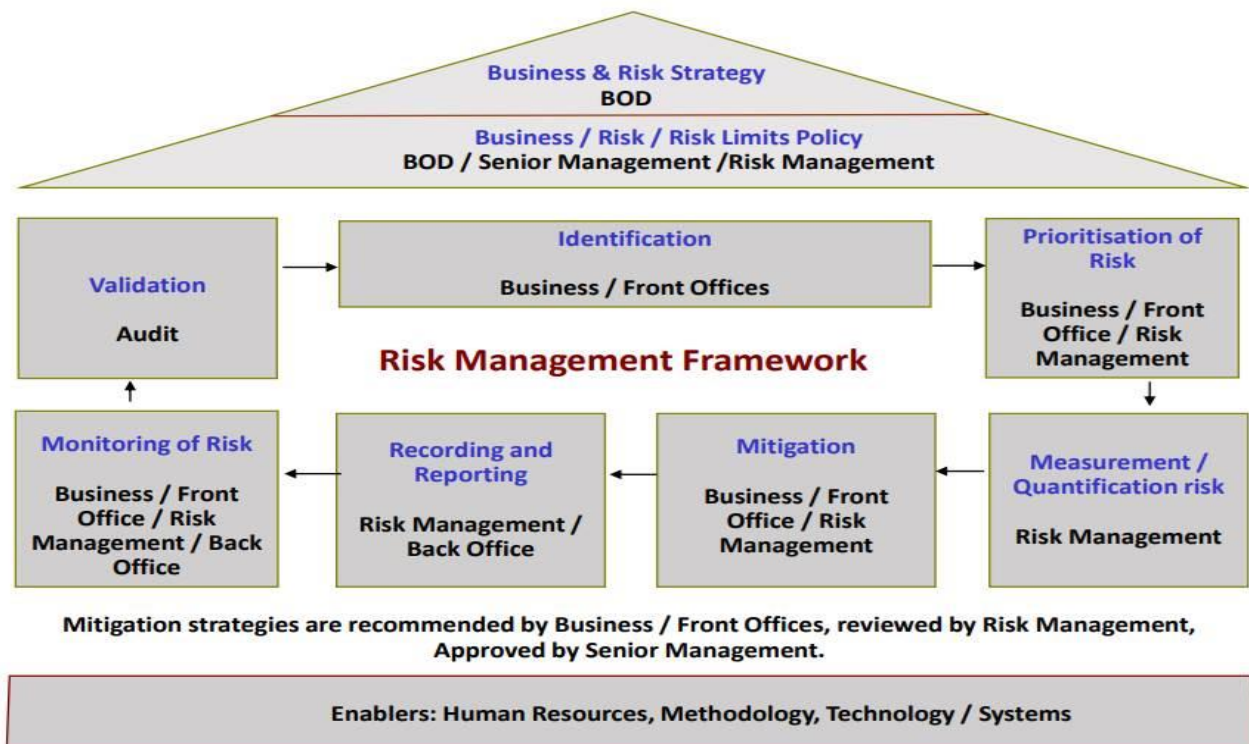 Business & Risk Strategy
BOD
Business / Risk / Risk Limits Policy
BOD / Senior Management /Risk Management
Validation
Audit
Identification
Business / Front Offices
Prioritisation of
Risk
Business / Front
Office / Risk
Management
Risk Management Framework
Monitoring of Risk
Business / Front
Office / Risk
Management / Back
Office
Recording and
Reporting
Risk Management /
Back Office
Mitigation
Business / Front
Office / Risk
Management
Measurement /
Quantification risk
Risk Management
Mitigation strategies are recommended by Business / Front Offices, reviewed by Risk Management,
Approved by Senior Management.
Enablers: Human Resources, Methodology, Technology / Systems